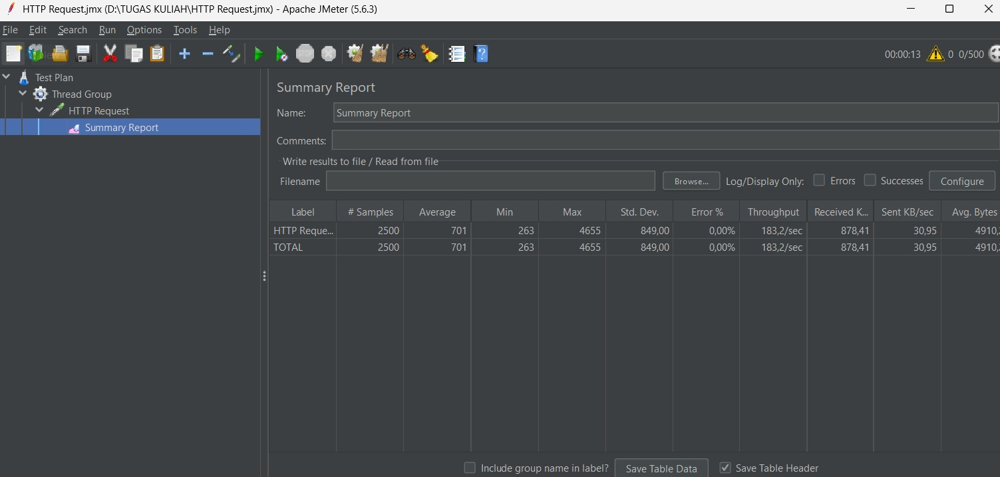 HTTP Request.jmx (D:\TUGAS KULIAH\HTTP Request.jmx) - Apache JMeter (5.6.3)
File Edit Search Run Options Tools Help
STOP 00:00:13 0 0/500
Test Plan
Thread Group
HTTP Request
Summary Report
Summary Report
Name: Summary Report
Comments:
Write results to file / Read from file
Filename Browse... Log/Display Only: Errors Successes Configure
Label # Samples Average Min Max Std. Dev. Error % Throughput Received K... Sent KB/sec Avg. Bytes
HTTP Reque... 2500 701 263 4655 849,00 0,00% 183,2/sec 878,41 30,95 4910,
TOTAL 2500 701 263 4655 849,00 0,00% 183,2/sec 878,41 30,95 4910,
Include group name in label? Save Table Data Save Table Header